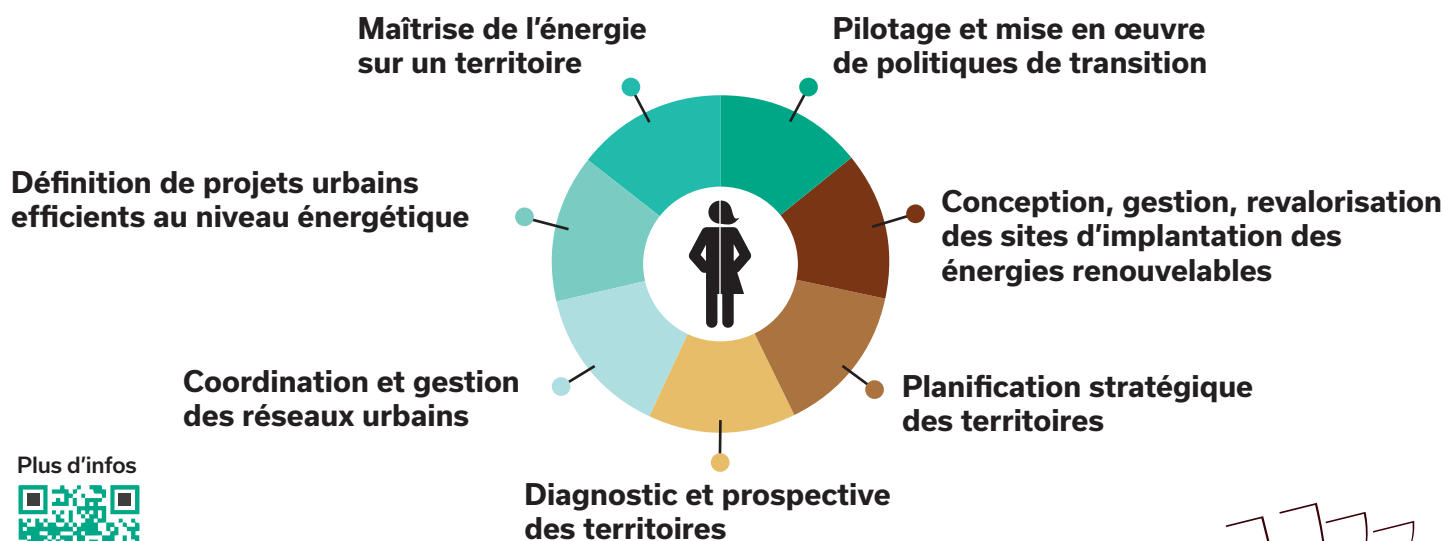 Maîtrise de l'énergie
sur un territoire
Pilotage et mise en œuvre
de politiques de transition
Définition de projets urbains
efficients au niveau énergétique
Conception, gestion, revalorisation
des sites d'implantation des
énergies renouvelables
Coordination et gestion
des réseaux urbains
Planification stratégique
des territoires
Plus d'infos
Diagnostic et prospective
des territoires